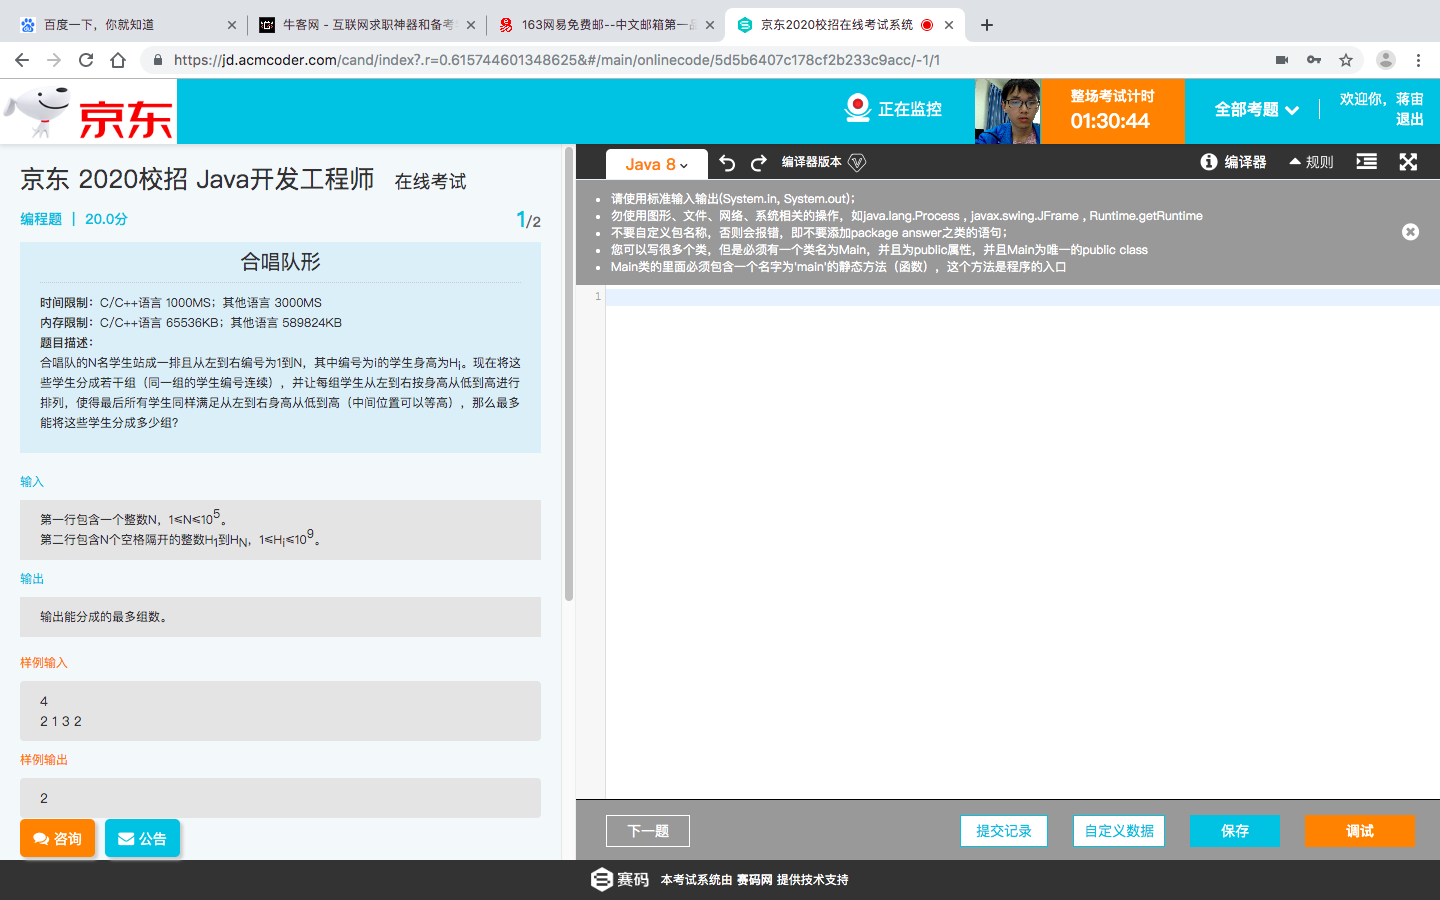 百度一下，你就知道
牛客网 - 互联网求职神器和备考
163网易免费邮--中文邮箱第一品
京东2020校招在线考试系统
https://jd.acmcoder.com/cand/index?.r=0.615744601348625&#/main/onlinecode/5d5b6407c178cf2b233c9acc/-1/1
京东
正在监控
整场考试计时
01:30:44
全部考题
欢迎你，蒋宙
退出
京东 2020校招 Java开发工程师 在线考试
编程题 | 20.0分
1/2
合唱队形
时间限制：C/C++语言 1000MS；其他语言 3000MS
内存限制：C/C++语言 65536KB；其他语言 589824KB
题目描述：
合唱队的N名学生站成一排且从左到右编号为1到N，其中编号为i的学生身高为Hi。现在将这
些学生分成若干组（同一组的学生编号连续），并让每组学生从左到右按身高从低到高进行
排列，使得最后所有学生同样满足从左到右身高从低到高（中间位置可以等高），那么最多
能将这些学生分成多少组？
输入
第一行包含一个整数N，1≤N≤10^5。
第二行包含N个空格隔开的整数H1到HN，1≤Hi≤10^9。
输出
输出能分成的最多组数。
样例输入
4
2 1 3 2
样例输出
2
咨询
公告
Java 8
编译器版本
编译器
规则
请使用标准输入输出(System.in, System.out)；
勿使用图形、文件、网络、系统相关的操作，如java.lang.Process , javax.swing.JFrame , Runtime.getRuntime
不要自定义包名称，否则会报错，即不要添加package answer之类的语句；
您可以写很多个类，但是必须有一个类名为Main，并且为public属性，并且Main为唯一的public class
Main类的里面必须包含一个名字为'main'的静态方法（函数），这个方法是程序的入口
1
下一题
提交记录
自定义数据
保存
调试
赛码
本考试系统由 赛码网 提供技术支持